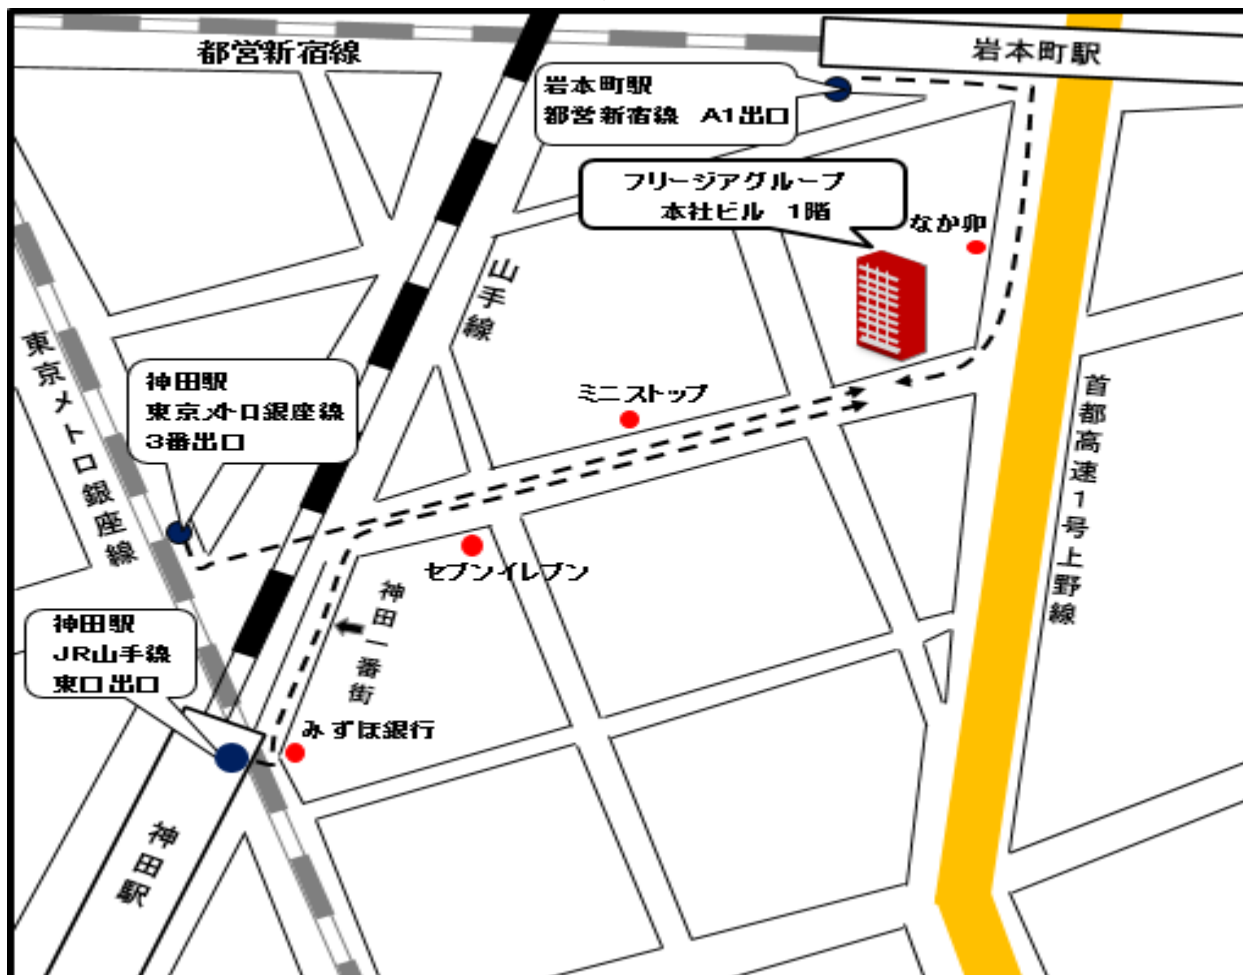 都営新宿線
岩本町駅
岩本町駅
都営新宿線 A1出口
フリージアグループ
本社ビル 1階
なか卯
山手線
東京メトロ銀座線
神田駅
東京メトロ銀座線
3番出口
ミニストップ
首都高速1号上野線
セブンイレブン
神田一番街
神田駅
JR山手線
東口出口
みずほ銀行
神田駅